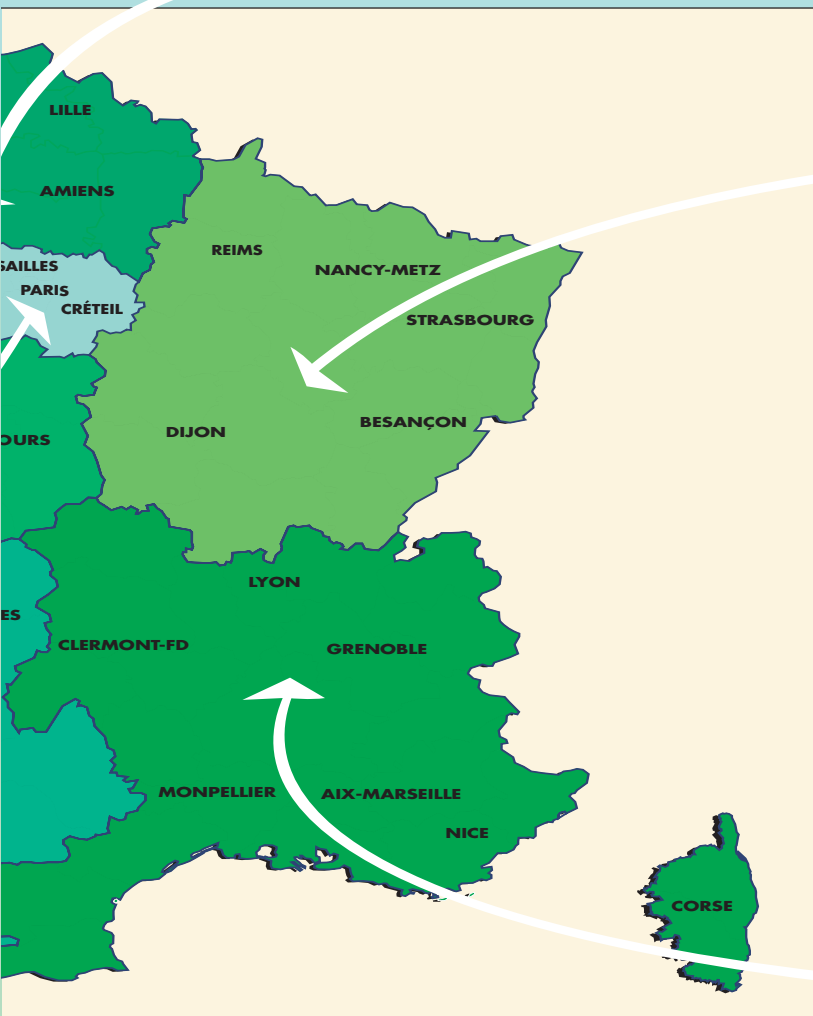 LILLE
AMIENS
REIMS
SAILLES
NANCY-METZ
PARIS
CRÉTEIL
STRASBOURG
BESANÇON
DIJON
OURS
LYON
ES
CLERMONT-FD
GRENOBLE
MONPELLIER
AIX-MARSEILLE
NICE
CORSE